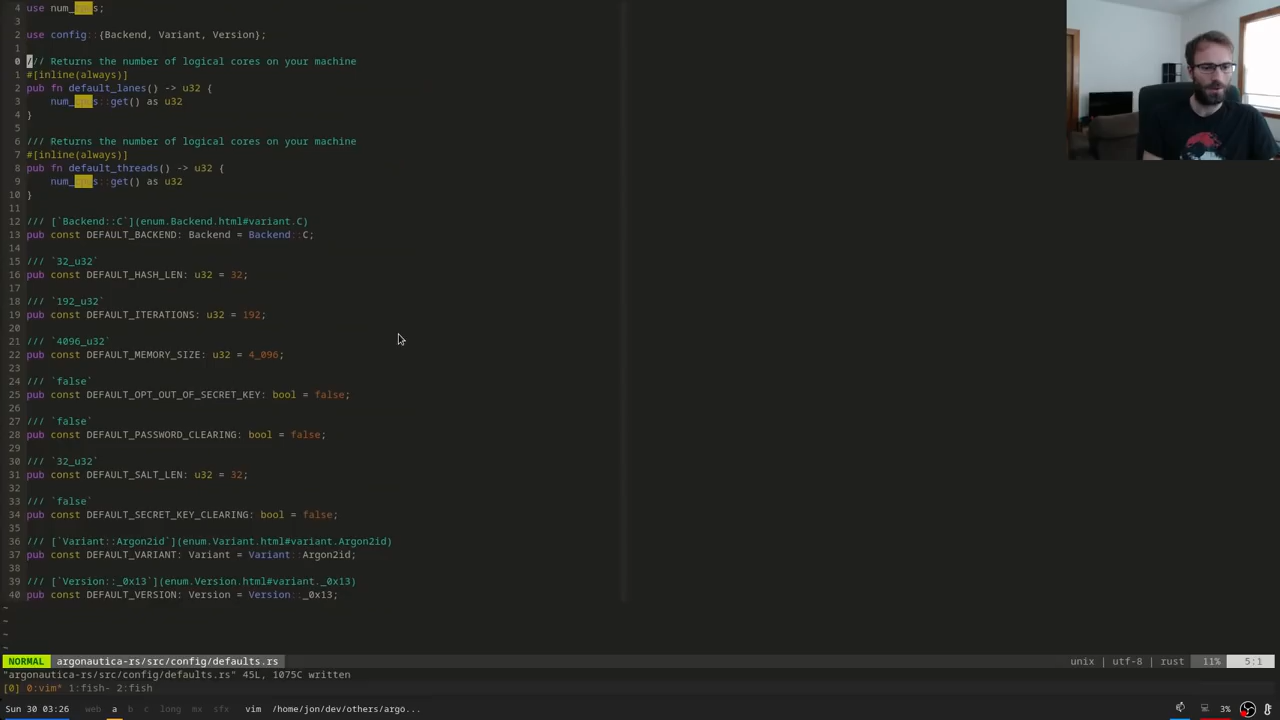 4 use num_cpus;
3
2 use config::{Backend, Variant, Version};
1
0 /// Returns the number of logical cores on your machine
1 #[inline(always)]
2 pub fn default_lanes() -> u32 {
3 num_cpus::get() as u32
4 }
5
6 /// Returns the number of logical cores on your machine
7 #[inline(always)]
8 pub fn default_threads() -> u32 {
9 num_cpus::get() as u32
10 }
11
12 /// [`Backend::C`](enum.Backend.html#variant.C)
13 pub const DEFAULT_BACKEND: Backend = Backend::C;
14
15 /// `32_u32`
16 pub const DEFAULT_HASH_LEN: u32 = 32;
17
18 /// `192_u32`
19 pub const DEFAULT_ITERATIONS: u32 = 192;
20
21 /// `4096_u32`
22 pub const DEFAULT_MEMORY_SIZE: u32 = 4_096;
23
24 /// `false`
25 pub const DEFAULT_OPT_OUT_OF_SECRET_KEY: bool = false;
26
27 /// `false`
28 pub const DEFAULT_PASSWORD_CLEARING: bool = false;
29
30 /// `32_u32`
31 pub const DEFAULT_SALT_LEN: u32 = 32;
32
33 /// `false`
34 pub const DEFAULT_SECRET_KEY_CLEARING: bool = false;
35
36 /// [`Variant::Argon2id`](enum.Variant.html#variant.Argon2id)
37 pub const DEFAULT_VARIANT: Variant = Variant::Argon2id;
38
39 /// [`Version::_0x13`](enum.Version.html#variant._0x13)
40 pub const DEFAULT_VERSION: Version = Version::_0x13;
~
~
~
~
NORMAL argonautica-rs/src/config/defaults.rs unix | utf-8 | rust 11% 5:1
"argonautica-rs/src/config/defaults.rs" 45L, 1075C written
[0] 0:vim* 1:fish- 2:fish
Sun 30 03:26 web a b c long mx sfx vim /home/jon/dev/others/argo... 3%